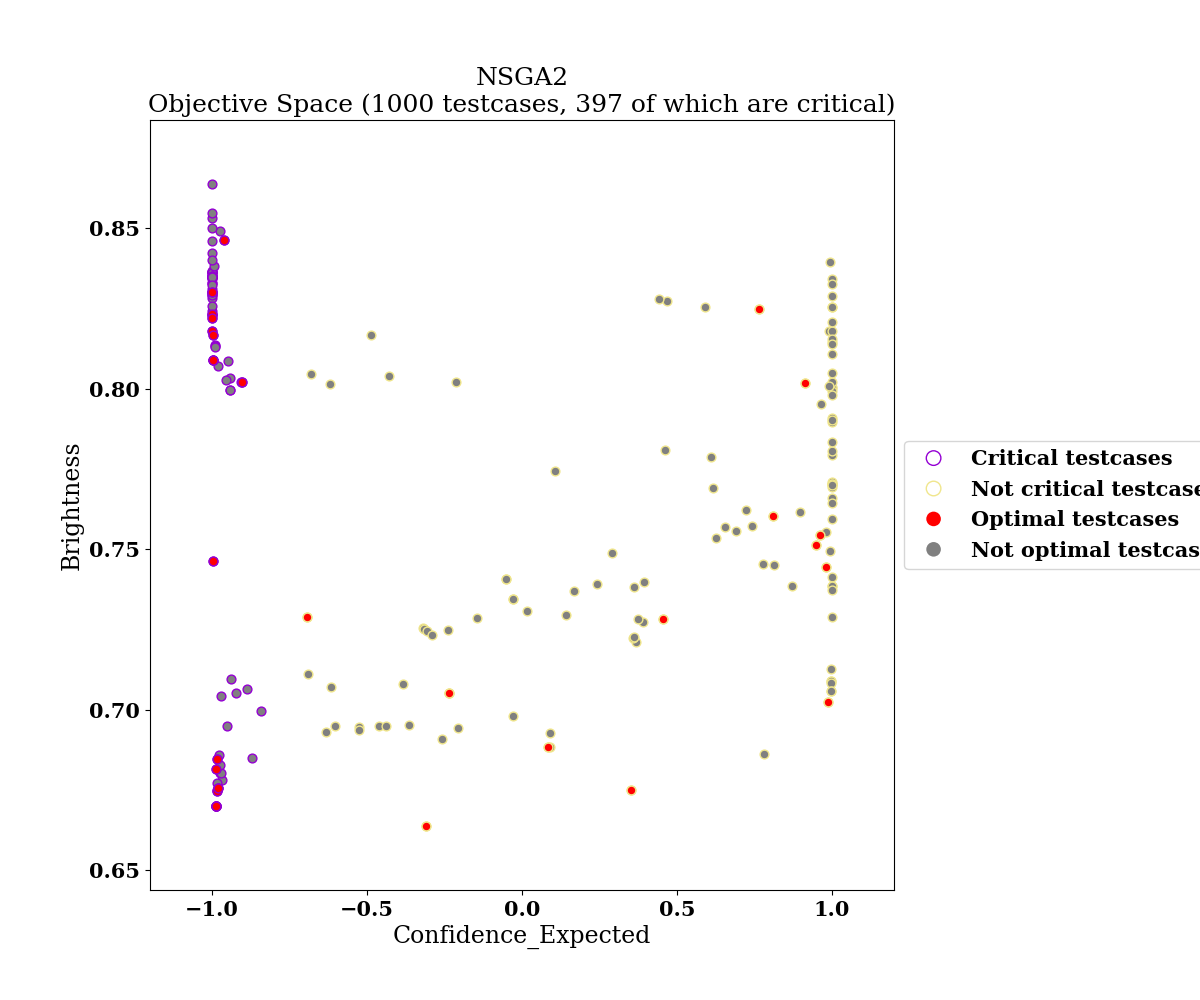 NSGA2
Objective Space (1000 testcases, 397 of which are critical)
0.85
0.80
0.75
0.70
0.65
Brightness
−1.0
−0.5
0.0
0.5
1.0
Confidence_Expected
Critical testcases
Not critical testcase
Optimal testcases
Not optimal testcas